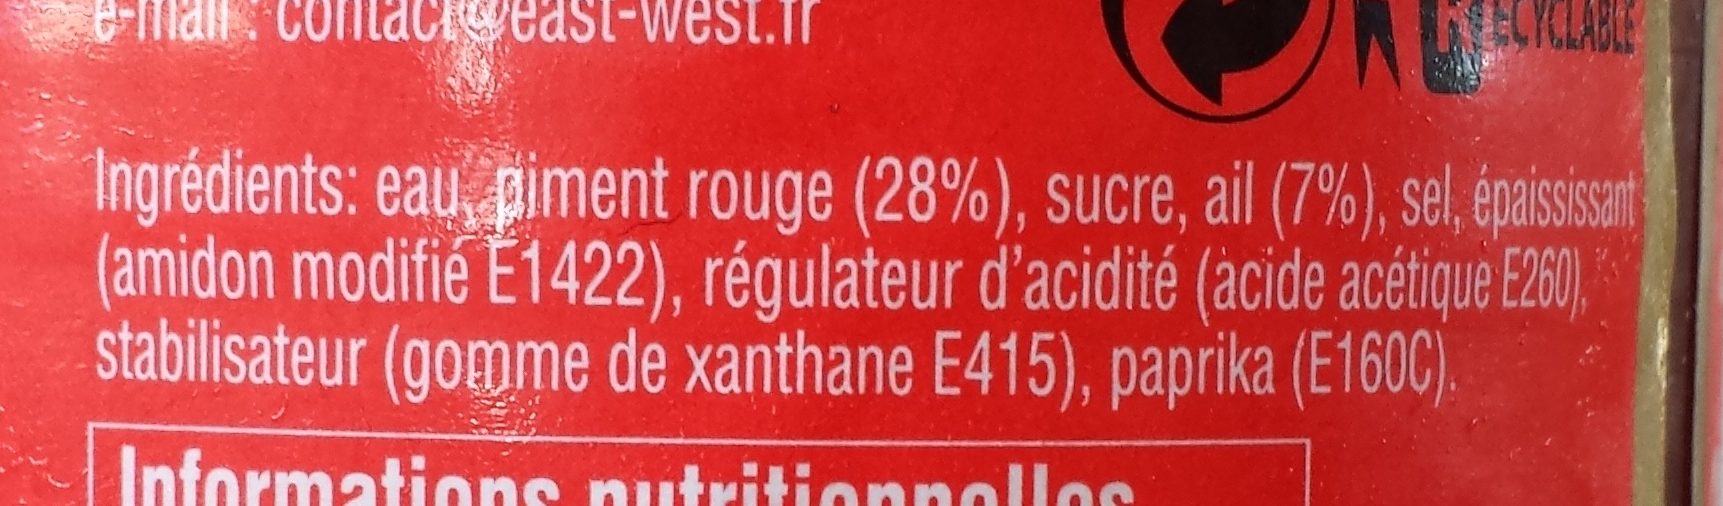 e-mail : contact@east-west.fr
RECYCLABLE
Ingrédients: eau, piment rouge (28%), sucre, ail (7%), sel, épaississant
(amidon modifié E1422), régulateur d'acidité (acide acétique E260),
stabilisateur (gomme de xanthane E415), paprika (E160C).
Informations nutritionnelles